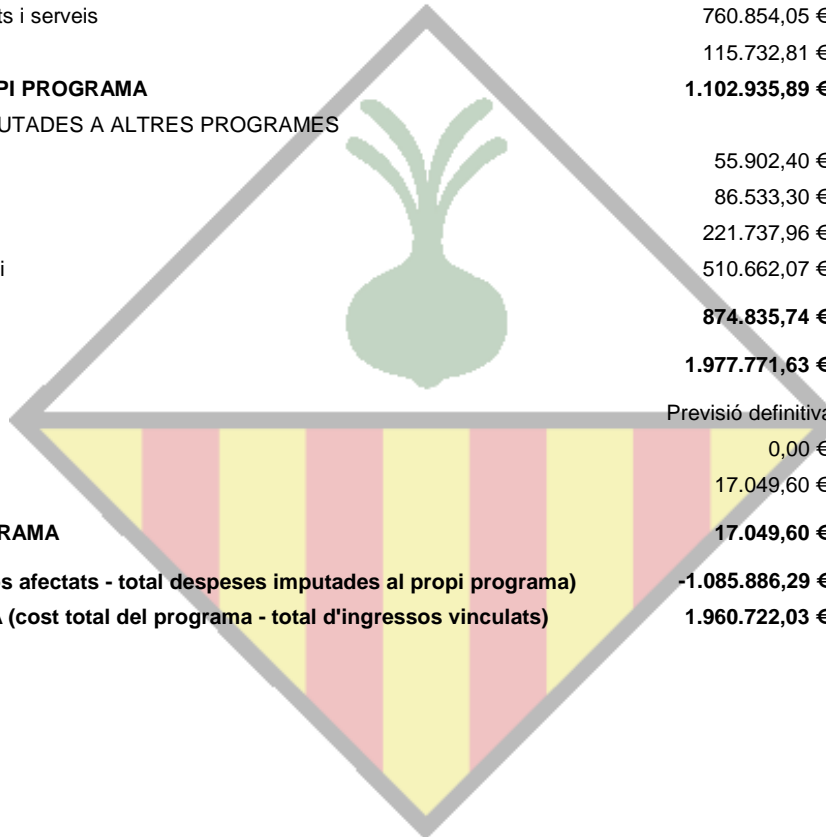 ts i serveis 760.854,05 €
115.732,81 €
PI PROGRAMA 1.102.935,89 €
UTADES A ALTRES PROGRAMES
55.902,40 €
86.533,30 €
221.737,96 €
i 510.662,07 €
874.835,74 €
1.977.771,63 €
Previsió definitiva
0,00 €
17.049,60 €
RAMA 17.049,60 €
s afectats - total despeses imputades al propi programa) -1.085.886,29 €
A (cost total del programa - total d'ingressos vinculats) 1.960.722,03 €